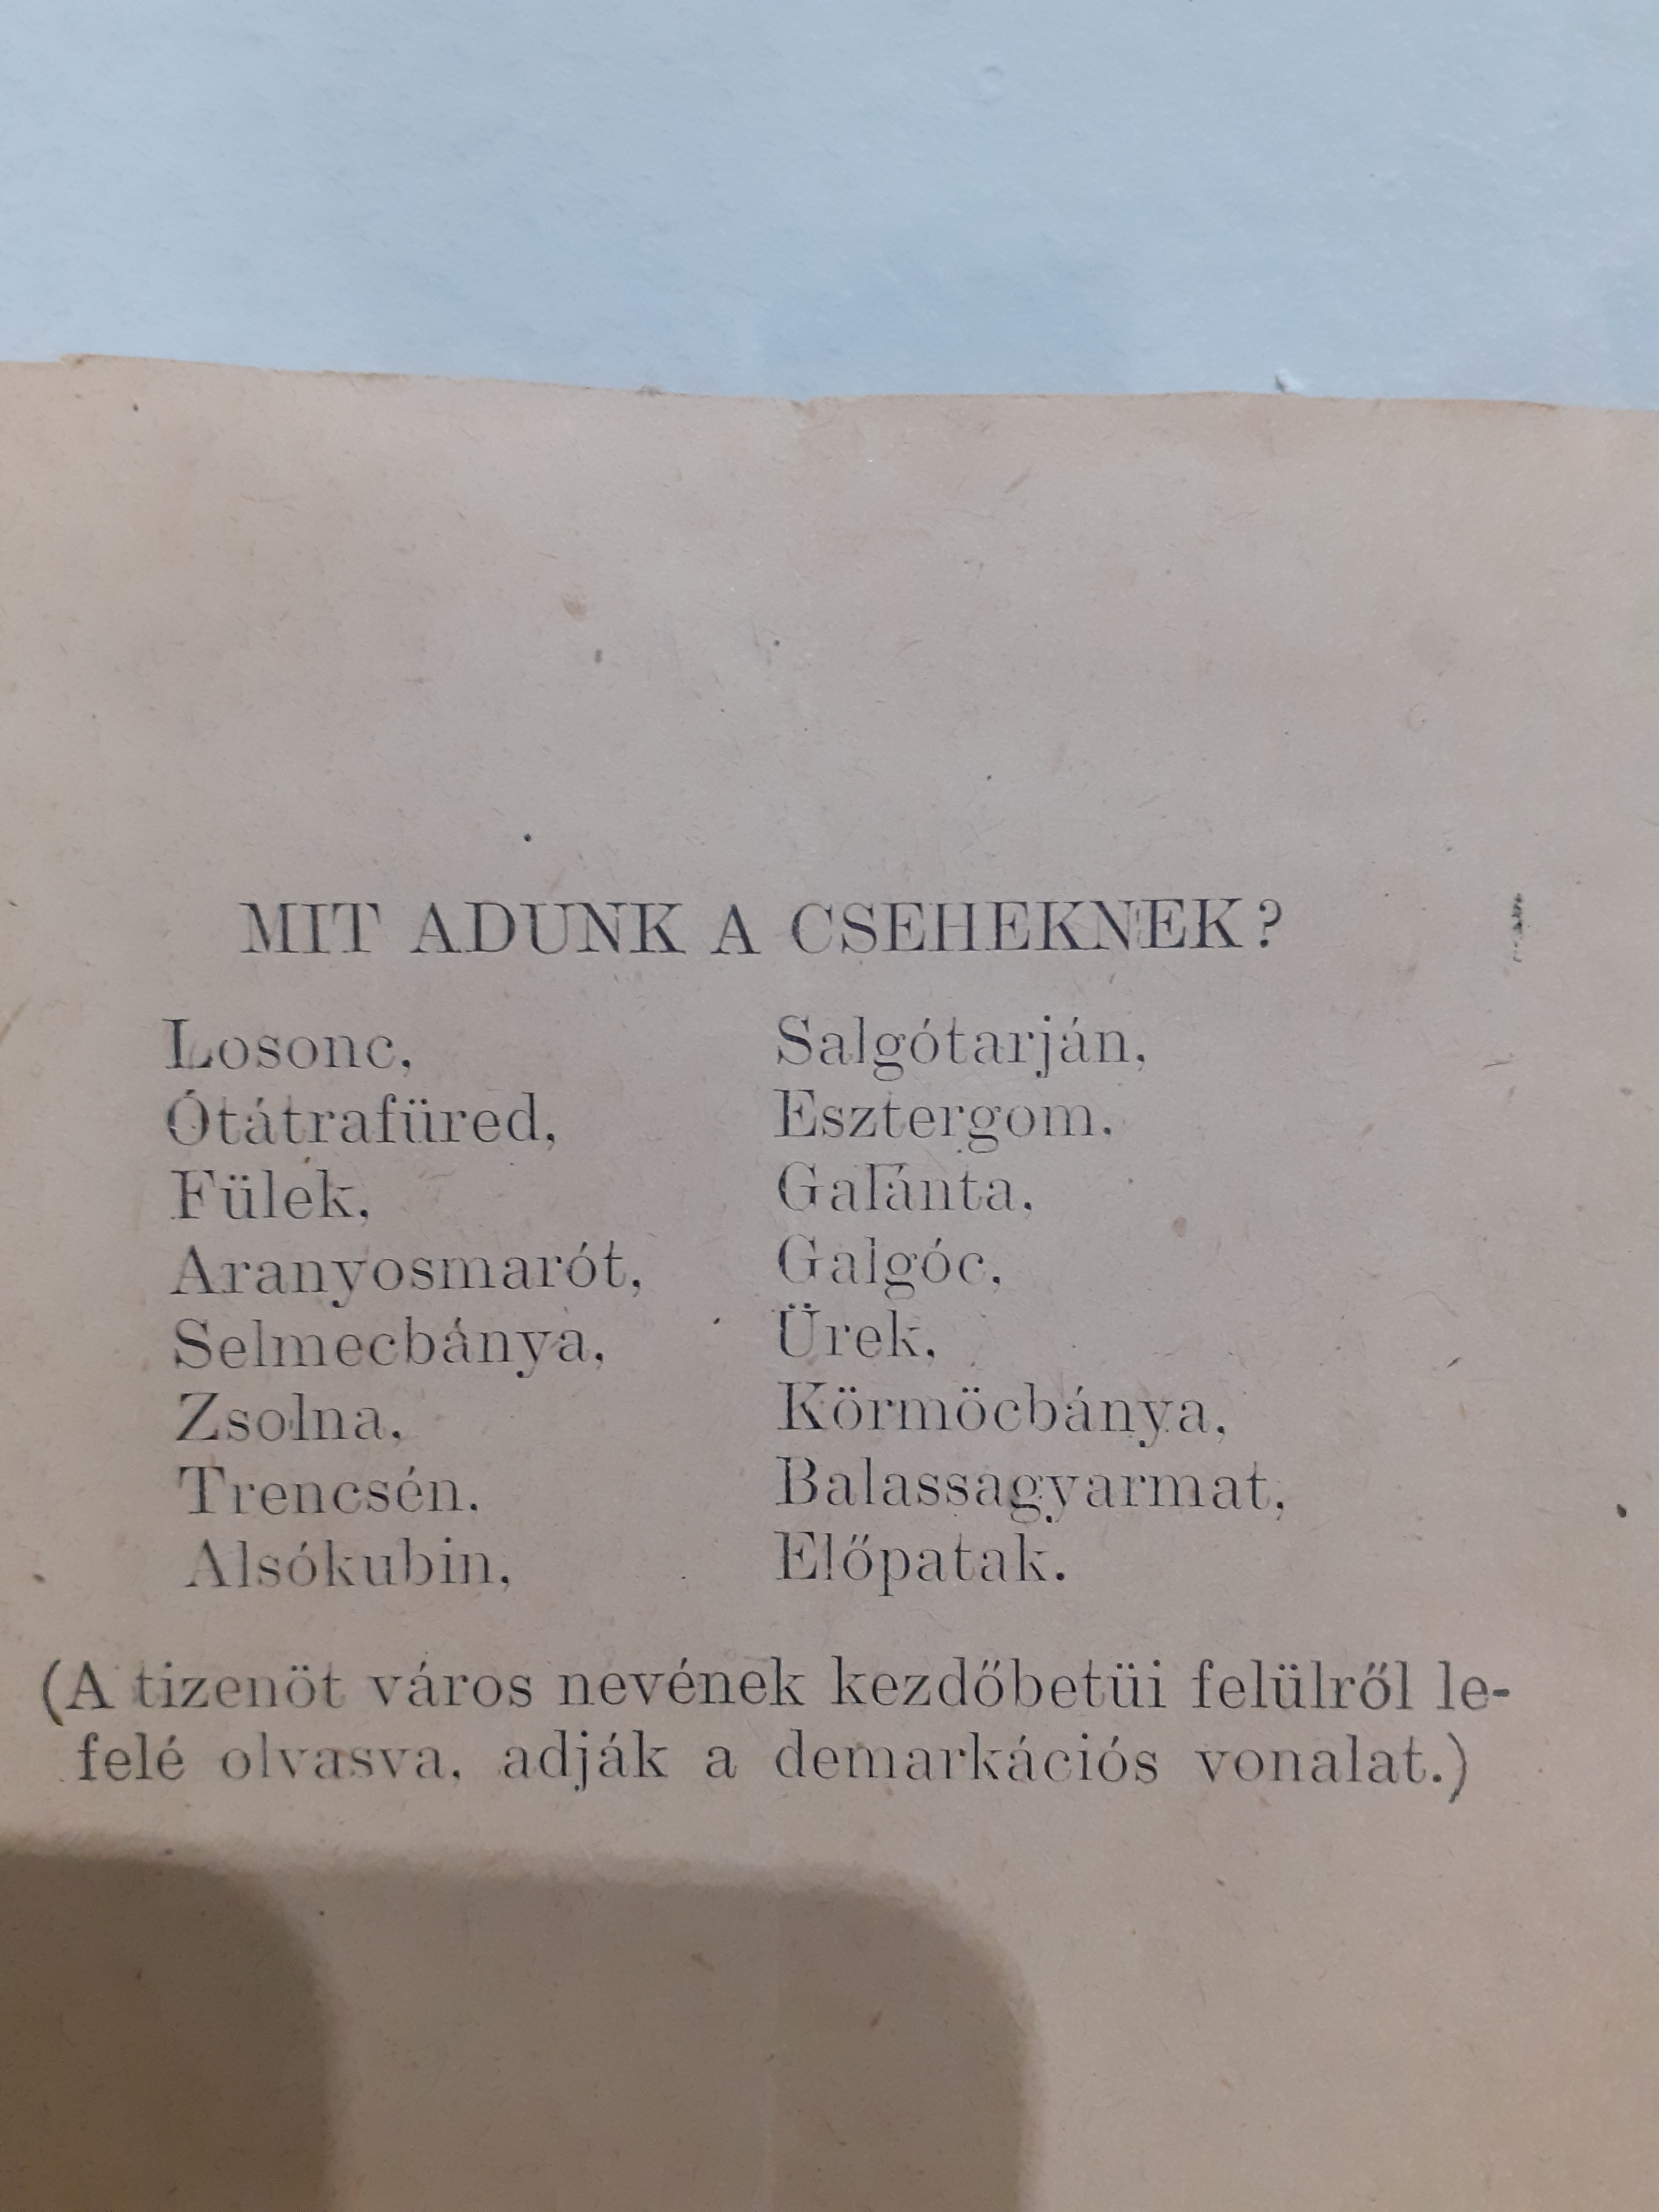 MIT ADUNK A CSEHEKNEK?
Losonc,
Ótátrafüred,
Fülek,
Aranyosmarót,
Selmecbánya,
Zsolna,
Trencsén,
Alsókubin,
Salgótarján,
Esztergom,
Galánta,
Galgóc,
Ürek,
Körmöcbánya,
Balassagyarmat,
Előpatak.
(A tizenöt város nevének kezdőbetüi felülről le-
felé olvasva, adják a demarkációs vonalat.)